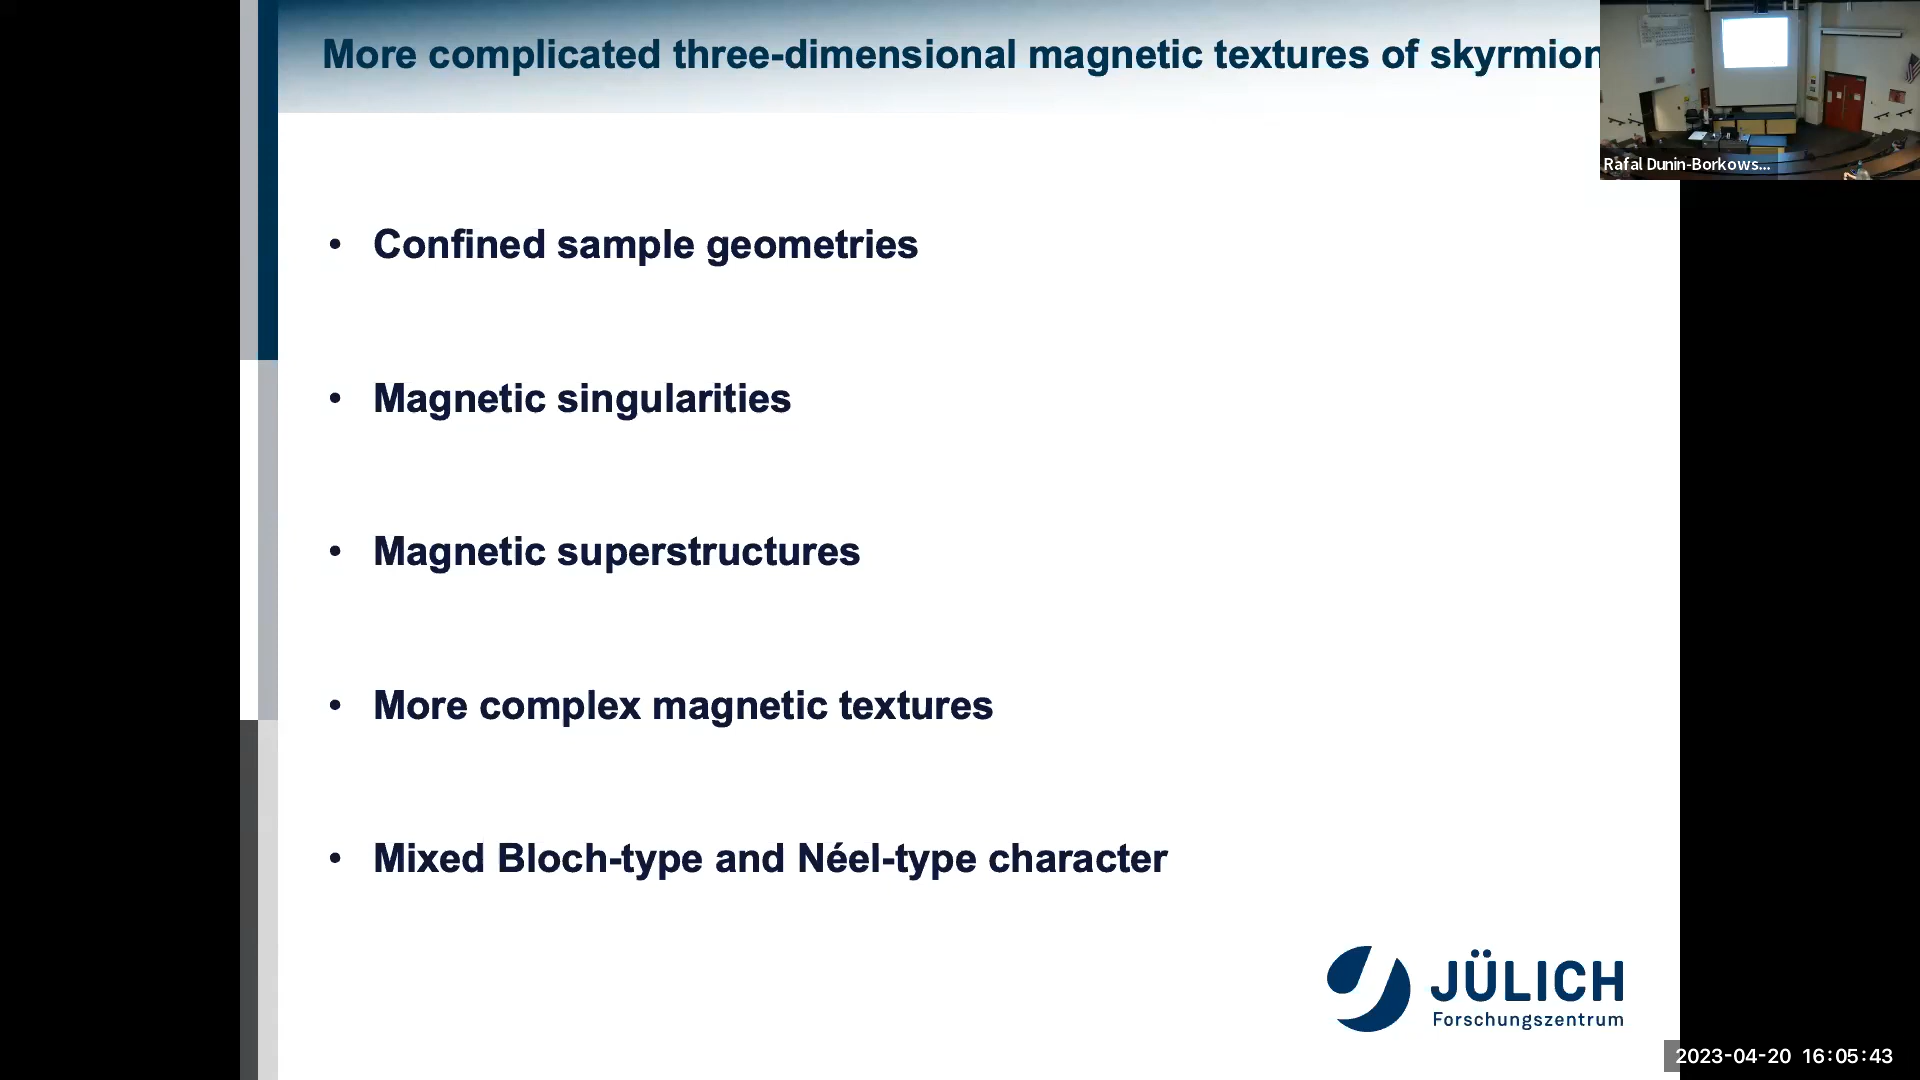 More complicated three-dimensional magnetic textures of skyrmion
Rafal Dunin-Borkows...
• Confined sample geometries
• Magnetic singularities
• Magnetic superstructures
• More complex magnetic textures
• Mixed Bloch-type and Néel-type character
JÜLICH
Forschungszentrum
2023-04-20 16:05:43